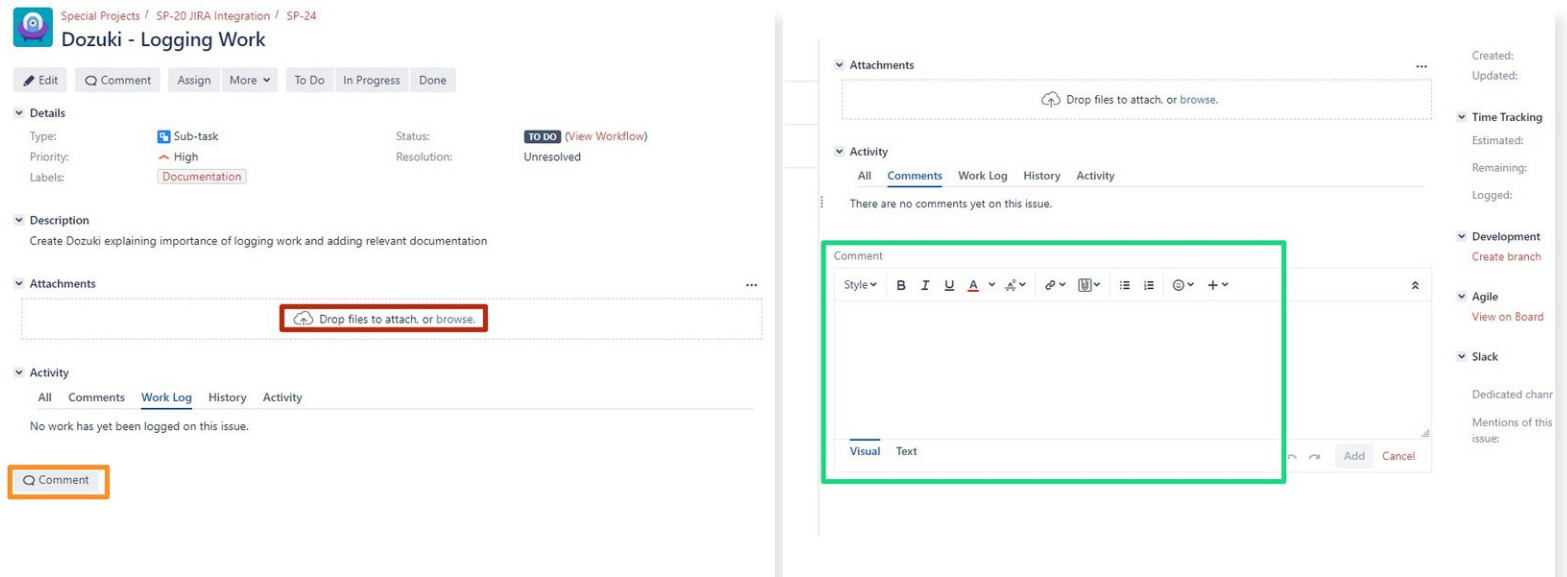 Special Projects / SP-20 JIRA Integration / SP-24
Dozuki - Logging Work
Edit Comment Assign More To Do In Progress Done
Details
Type: Sub-task Status: TO DO (View Workflow)
Priority: High Resolution: Unresolved
Labels: Documentation
Description
Create Dozuki explaining importance of logging work and adding relevant documentation
Attachments
Drop files to attach, or browse.
Activity
All Comments Work Log History Activity
No work has yet been logged on this issue.
Comment
Attachments
Drop files to attach, or browse.
Activity
All Comments Work Log History Activity
There are no comments yet on this issue.
Comment
Style B I U A
Visual Text
Add Cancel
Created:
Updated:
Time Tracking
Estimated:
Remaining:
Logged:
Development
Create branch
Agile
View on Board
Slack
Dedicated chann
Mentions of this
issue: